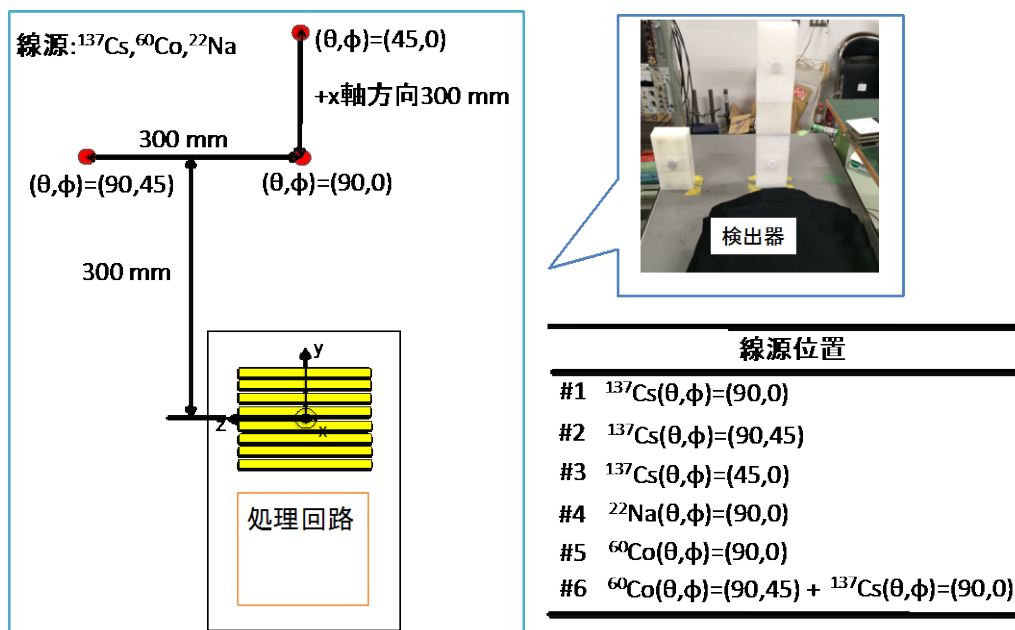 線源:¹³⁷Cs,⁶⁰Co,²²Na
(θ,ϕ)=(45,0)
+x軸方向300 mm
300 mm
(θ,ϕ)=(90,45)
(θ,ϕ)=(90,0)
300 mm
y
z
x
処理回路
検出器
線源位置
#1 ¹³⁷Cs(θ,ϕ)=(90,0)
#2 ¹³⁷Cs(θ,ϕ)=(90,45)
#3 ¹³⁷Cs(θ,ϕ)=(45,0)
#4 ²²Na(θ,ϕ)=(90,0)
#5 ⁶⁰Co(θ,ϕ)=(90,0)
#6 ⁶⁰Co(θ,ϕ)=(90,45) + ¹³⁷Cs(θ,ϕ)=(90,0)